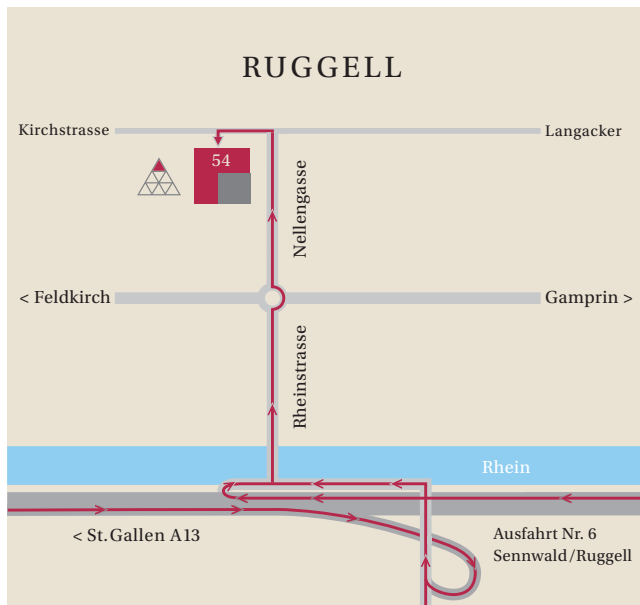 RUGGELL
Kirchstrasse
Langacker
54
Nellengasse
< Feldkirch
Gamprin >
Rheinstrasse
Rhein
< St.Gallen A13
Ausfahrt Nr. 6
Sennwald/Ruggell